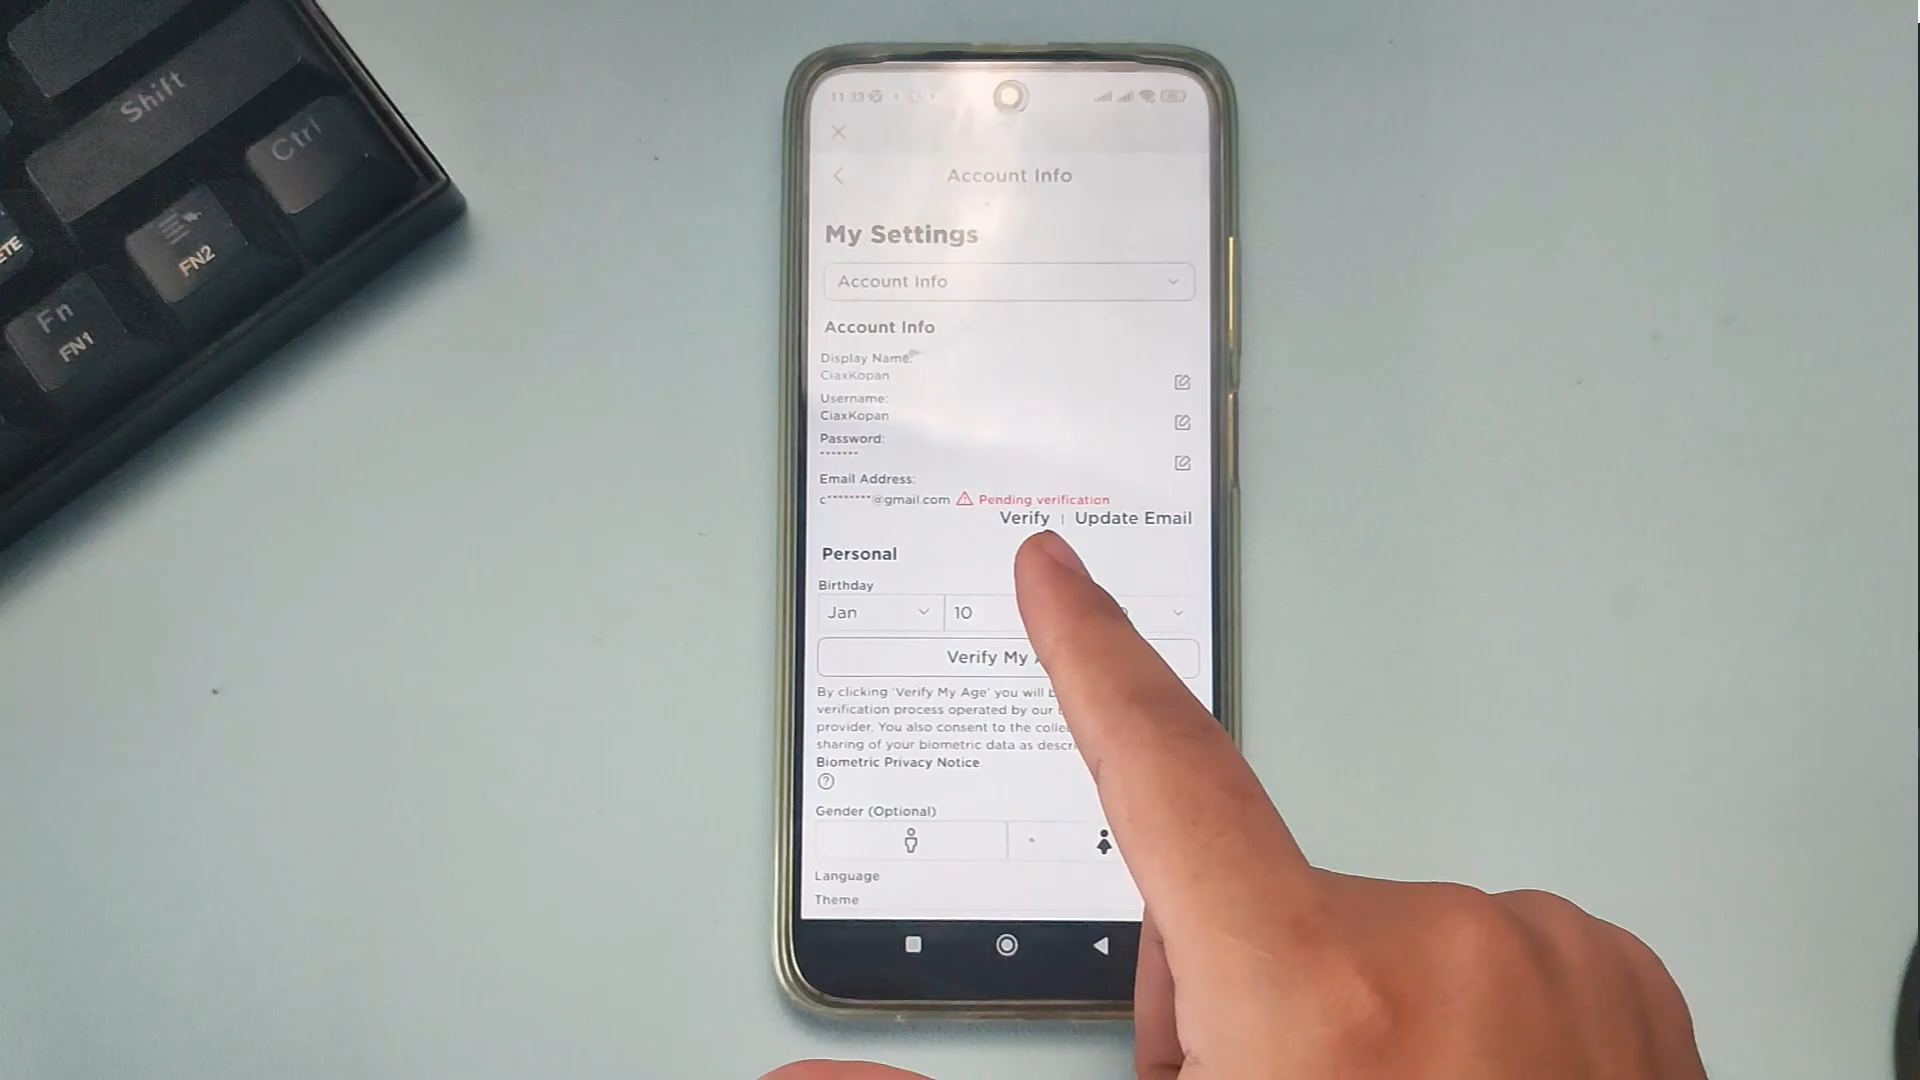 Shift
Ctrl
ETE
FN2
Fn
FN1
11:33
Account Info
My Settings
Account Info
Account Info
Display Name:
CiaxKopan
Username:
CiaxKopan
Password:
*******
Email Address:
c********@gmail.com Pending verification
Verify | Update Email
Personal
Birthday
Jan 10
Verify My
By clicking 'Verify My Age' you will
verification process operated by our
provider. You also consent to the
sharing of your biometric data as
Biometric Privacy Notice
Gender (Optional)
Language
Theme